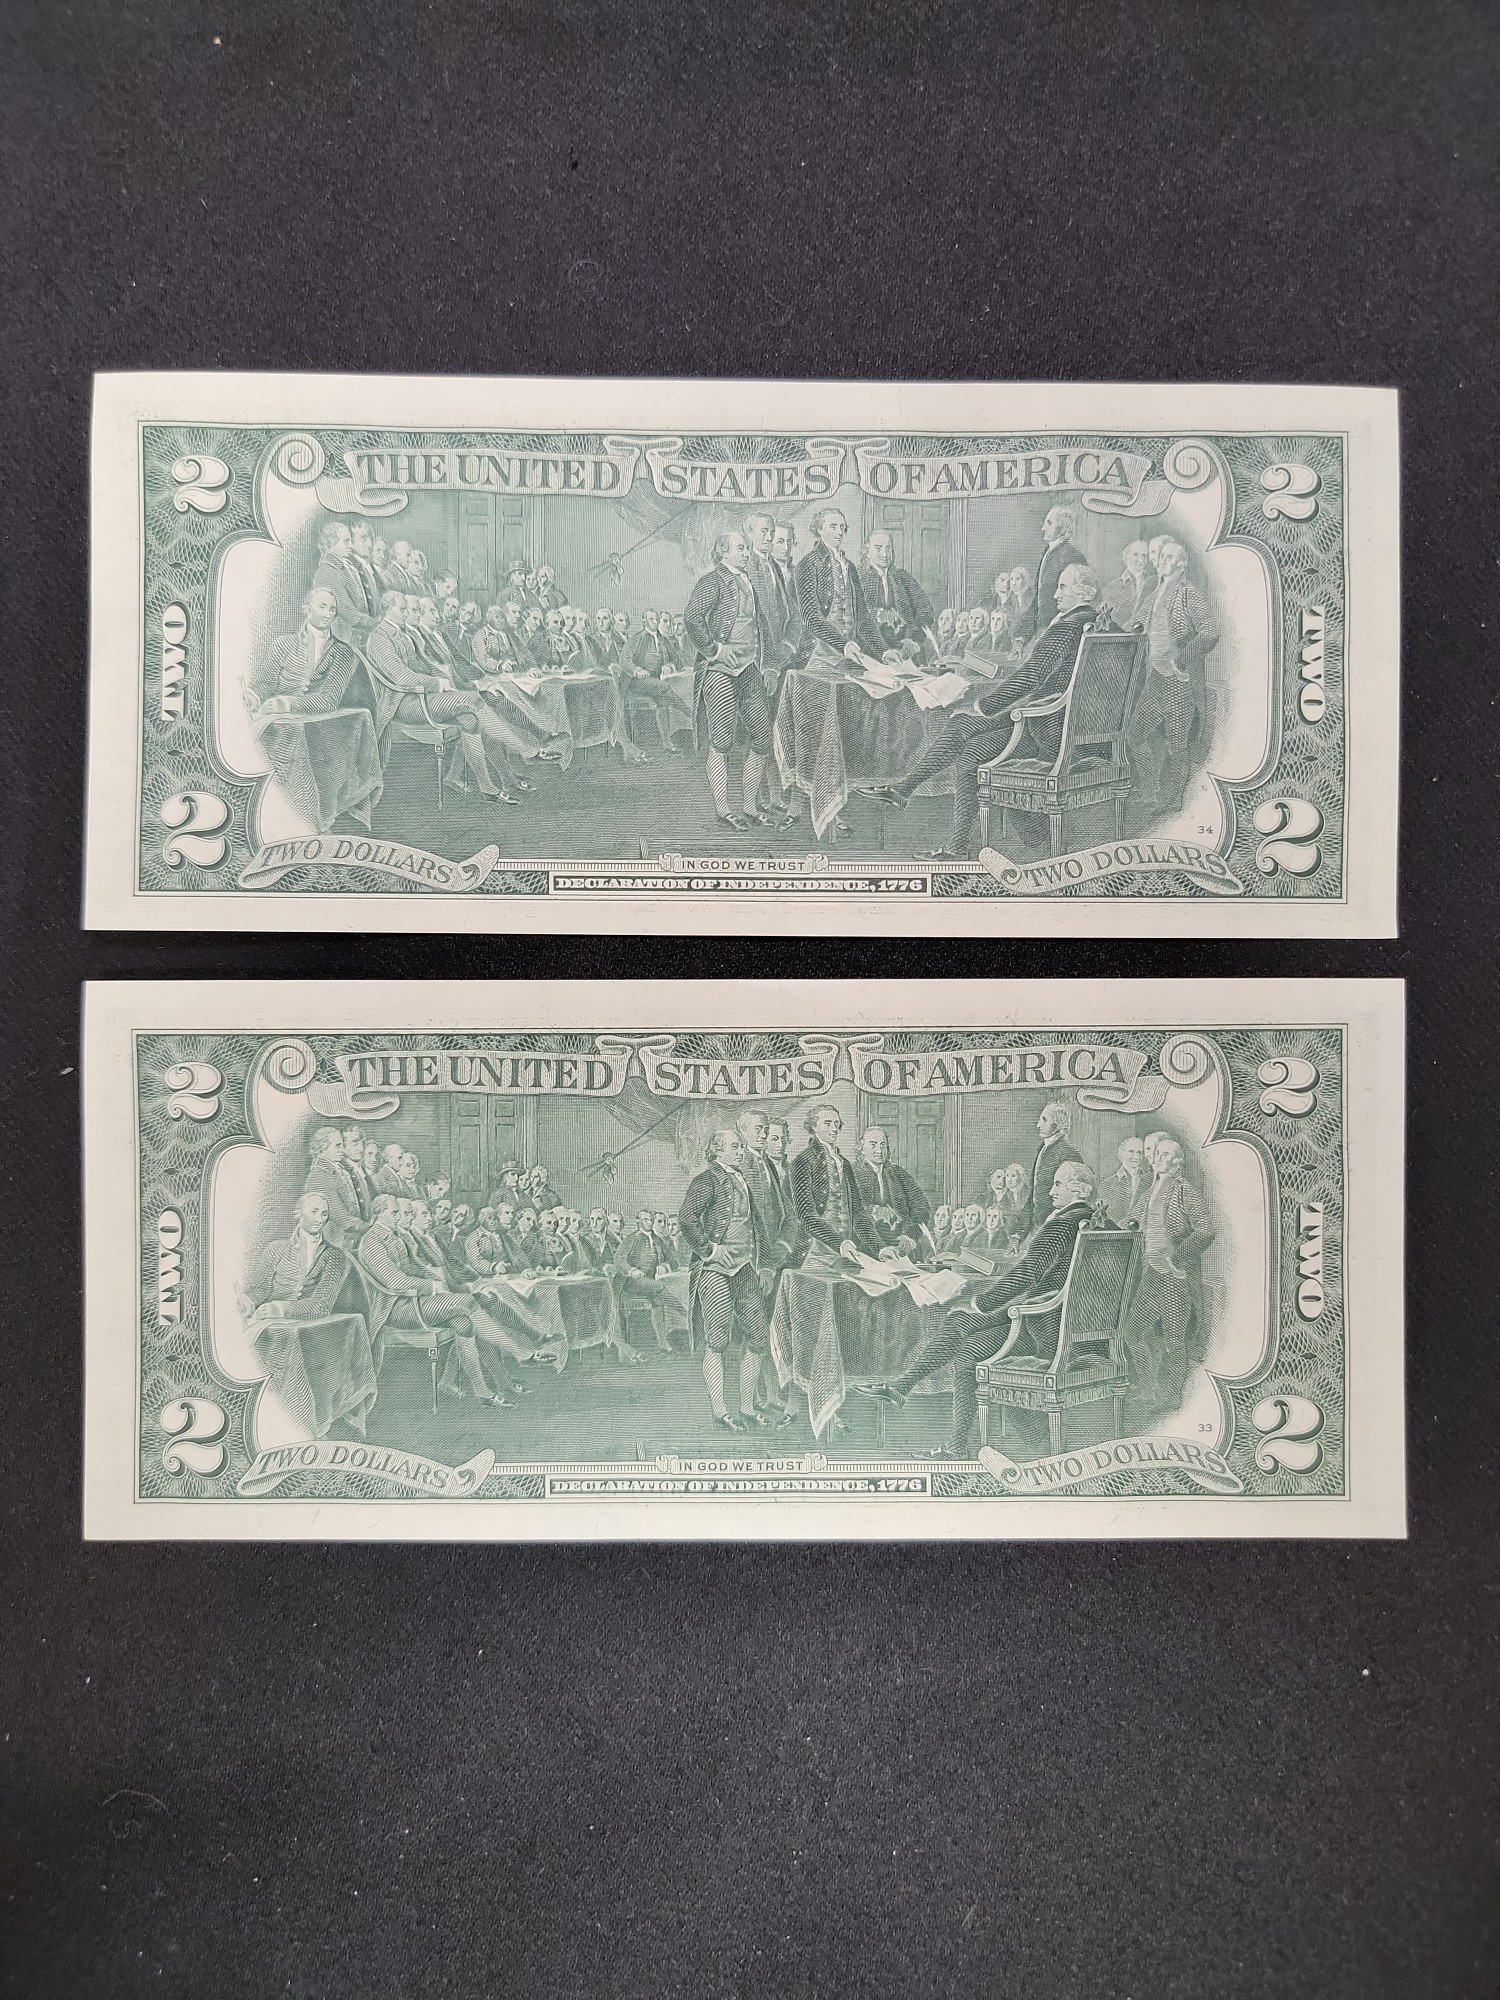 2 THE UNITED STATES OF AMERICA 2
TWO TWO
34
2 TWO DOLLARS IN GOD WE TRUST TWO DOLLARS 2
DECLARATION OF INDEPENDENCE, 1776
2 THE UNITED STATES OF AMERICA 2
TWO TWO
33
2 TWO DOLLARS IN GOD WE TRUST TWO DOLLARS 2
DECLARATION OF INDEPENDENCE, 1776